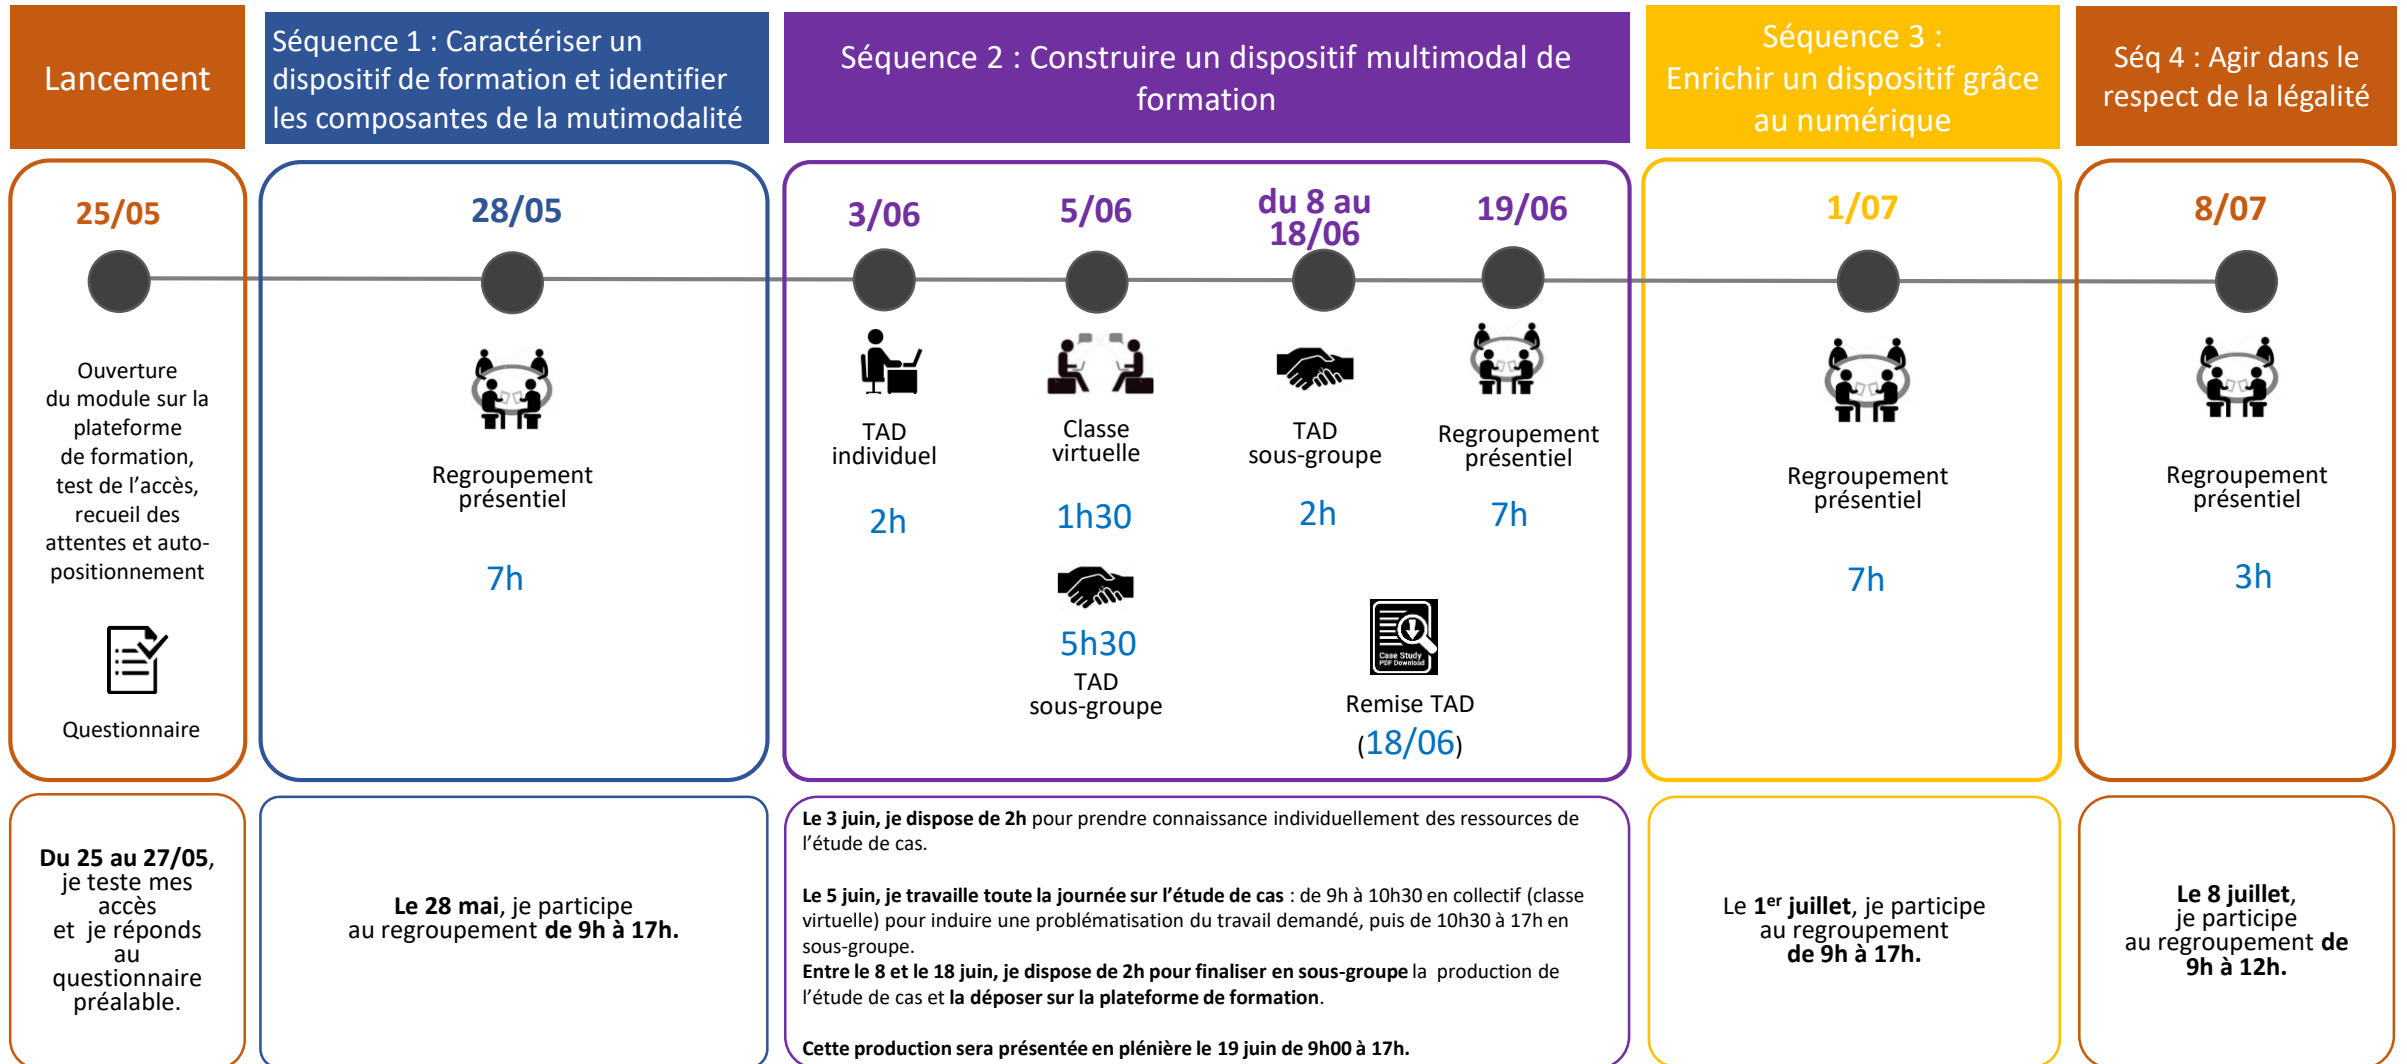 Lancement
Séquence 1 : Caractériser un
dispositif de formation et identifier
les composantes de la mutimodalité
Séquence 2 : Construire un dispositif multimodal de
formation
Séquence 3 :
Enrichir un dispositif grâce
au numérique
Séq 4 : Agir dans le
respect de la légalité
25/05
Ouverture
du module sur la
plateforme
de formation,
test de l’accès,
recueil des
attentes et auto-
positionnement
Questionnaire
28/05
Regroupement
présentiel
7h
3/06
TAD
individuel
2h
5/06
Classe
virtuelle
1h30
5h30
TAD
sous-groupe
du 8 au
18/06
TAD
sous-groupe
2h
19/06
Regroupement
présentiel
7h
Case Study
PDF Download
Remise TAD
(18/06)
1/07
Regroupement
présentiel
7h
8/07
Regroupement
présentiel
3h
Du 25 au 27/05,
je teste mes
accès
et je réponds
au
questionnaire
préalable.
Le 28 mai, je participe
au regroupement de 9h à 17h.
Le 3 juin, je dispose de 2h pour prendre connaissance individuellement des ressources de
l’étude de cas.
Le 5 juin, je travaille toute la journée sur l’étude de cas : de 9h à 10h30 en collectif (classe
virtuelle) pour induire une problématisation du travail demandé, puis de 10h30 à 17h en
sous-groupe.
Entre le 8 et le 18 juin, je dispose de 2h pour finaliser en sous-groupe la production de
l’étude de cas et la déposer sur la plateforme de formation.
Cette production sera présentée en plénière le 19 juin de 9h00 à 17h.
Le 1er juillet, je participe
au regroupement
de 9h à 17h.
Le 8 juillet,
je participe
au regroupement de
9h à 12h.